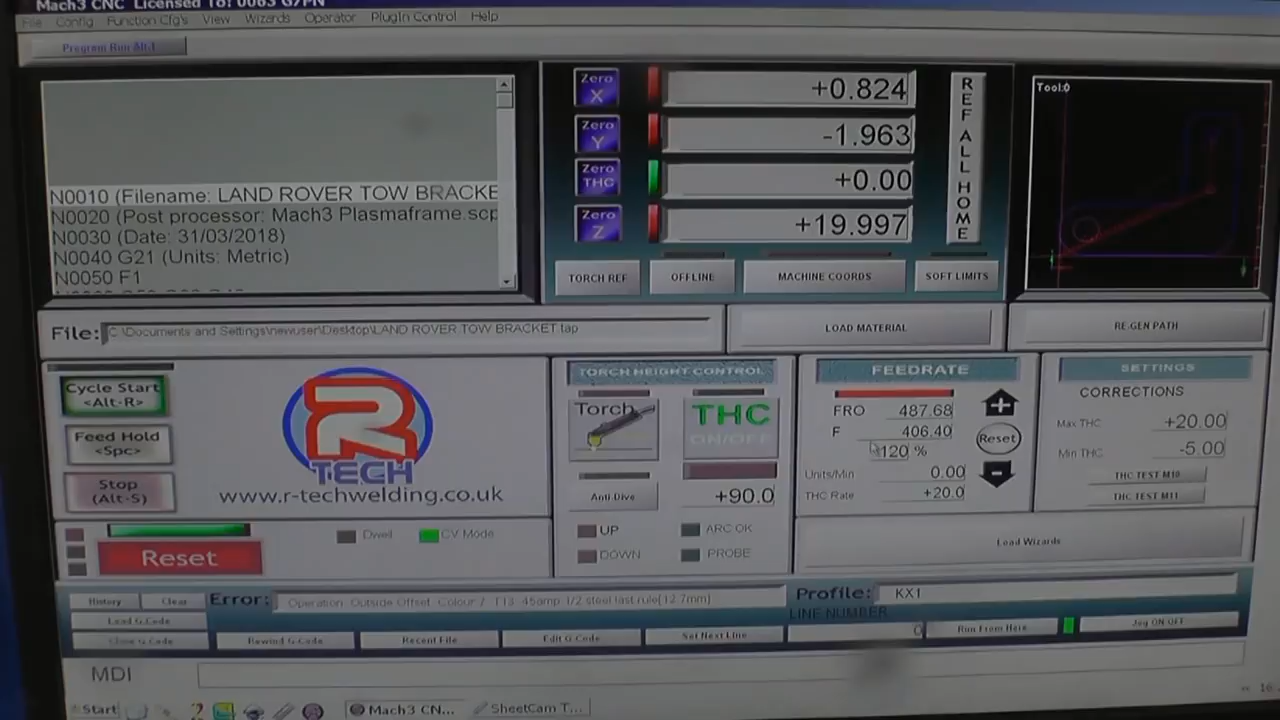 Mach3 CNC Licensed To:
File Config Function Cfg's View Wizards Operator PlugIn Control Help
Program Run Alt-1
N0010 (Filename: LAND ROVER TOW BRACKE
N0020 (Post processor: Mach3 Plasmaframe.scp
N0030 (Date: 31/03/2018)
N0040 G21 (Units: Metric)
N0050 F1
Zero X +0.824
Zero Y -1.963
Zero THC +0.00
Zero Z +19.997
REF ALL HOME
TORCH REF OFFLINE MACHINE COORDS SOFT LIMITS
Tool:0
File: C:\Documents and Settings\newuser\Desktop\LAND ROVER TOW BRACKET.tap
LOAD MATERIAL
RE-GEN PATH
Cycle Start
<Alt-R>
Feed Hold
<Spc>
Stop
(Alt-S)
R
TECH
www.r-techwelding.co.uk
Reset
Dwell CV Mode
TORCH HEIGHT CONTROL
Torch
THC
ON/OFF
Anti Dive +90.0
UP ARC OK
DOWN PROBE
FEEDRATE
FRO 487.68
F 406.40
120 %
Reset
Units/Min 0.00
THC Rate +20.0
SETTINGS
CORRECTIONS
Max THC +20.00
Min THC -5.00
THC TEST M10
THC TEST M11
Load Wizards
History Clear
Error: Operation: Outside Offset, Colour 7 T13: 45amp 1/2 steel last rule(12.7mm)
Profile: KX1
Load G-Code
LINE NUMBER
Close G-Code Rewind G-Code Recent File Edit G-Code Set Next Line 0 Run From Here Jog ON OFF
MDI
Start Mach3 CN... SheetCam T...